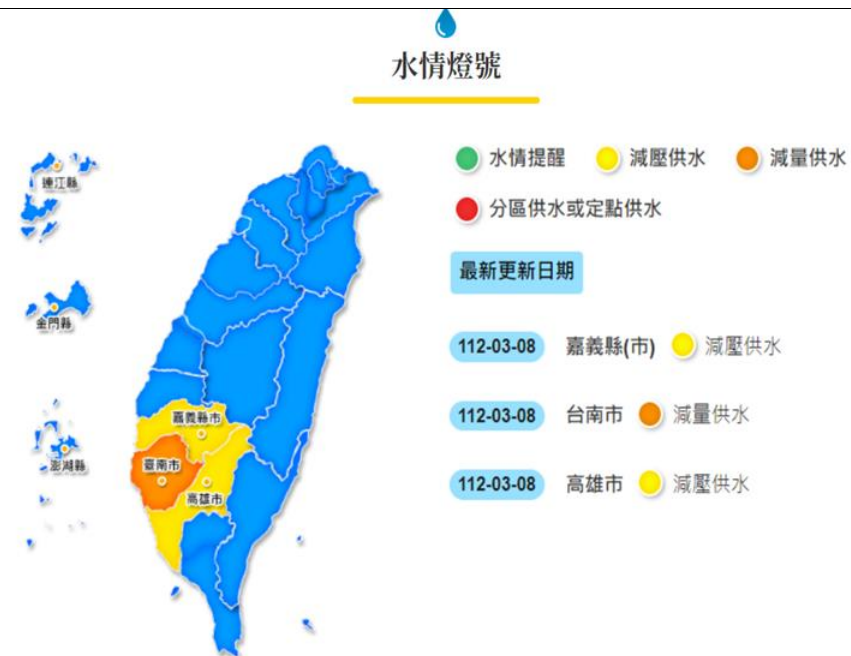 水情燈號
水情提醒
減壓供水
減量供水
分區供水或定點供水
最新更新日期
112-03-08 嘉義縣(市) 減壓供水
112-03-08 台南市 減量供水
112-03-08 高雄市 減壓供水
連江縣
金門縣
澎湖縣
嘉義縣市
臺南市
高雄市